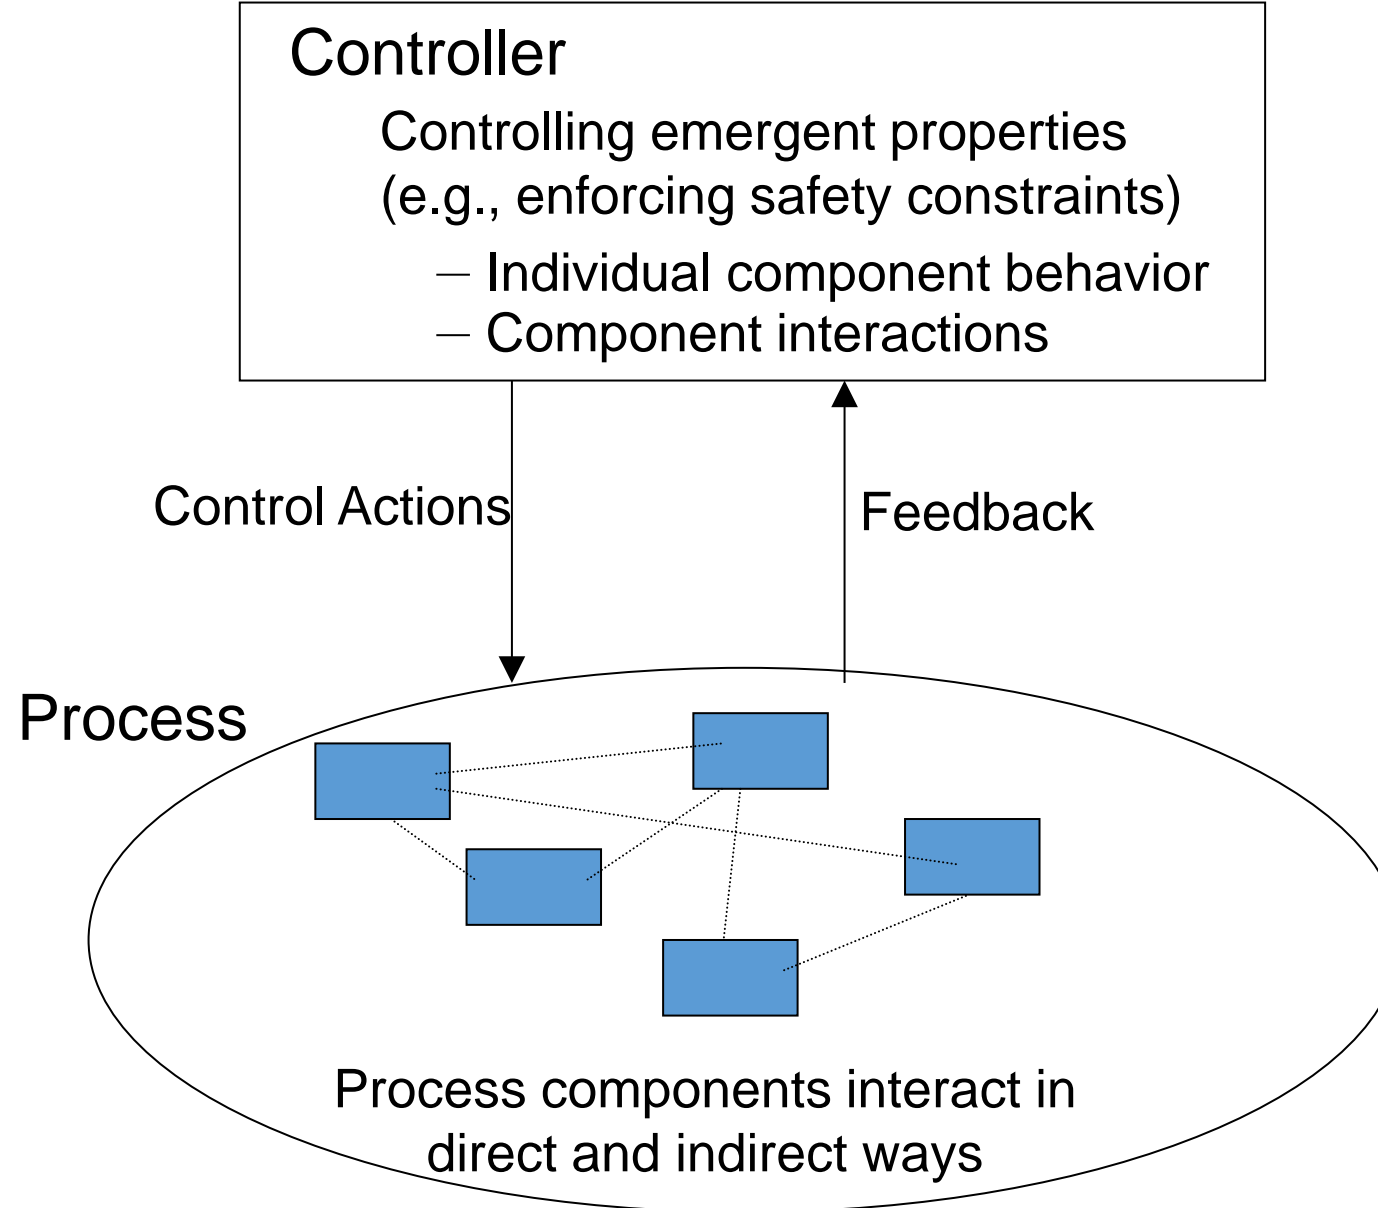 Controller
Controlling emergent properties
(e.g., enforcing safety constraints)
– Individual component behavior
– Component interactions
Control Actions
Feedback
Process
Process components interact in
direct and indirect ways